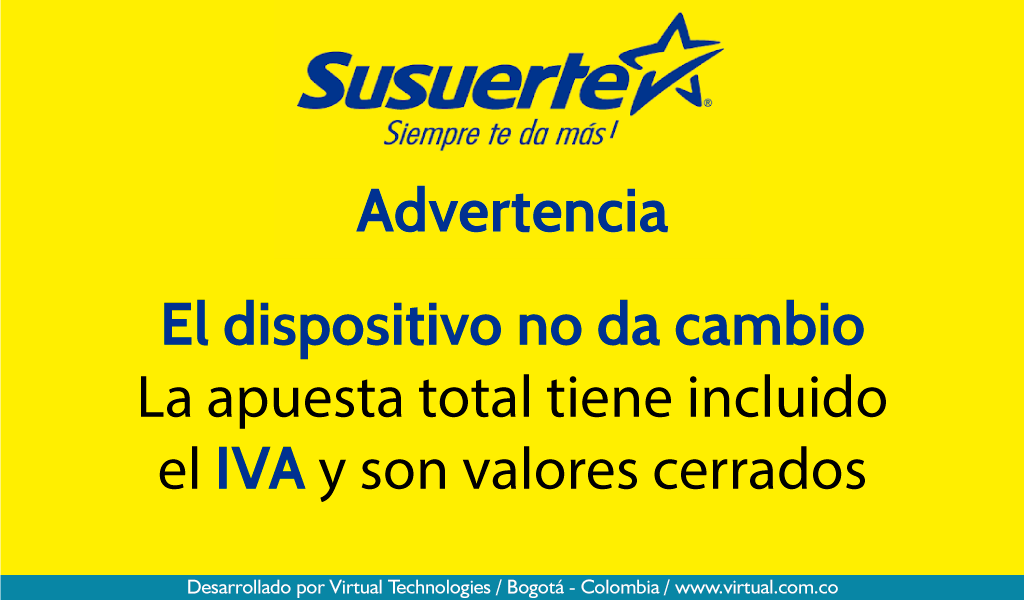 Susuerte®
Siempre te da más!
Advertencia
El dispositivo no da cambio
La apuesta total tiene incluido
el IVA y son valores cerrados
Desarrollado por Virtual Technologies / Bogotá - Colombia / www.virtual.com.co